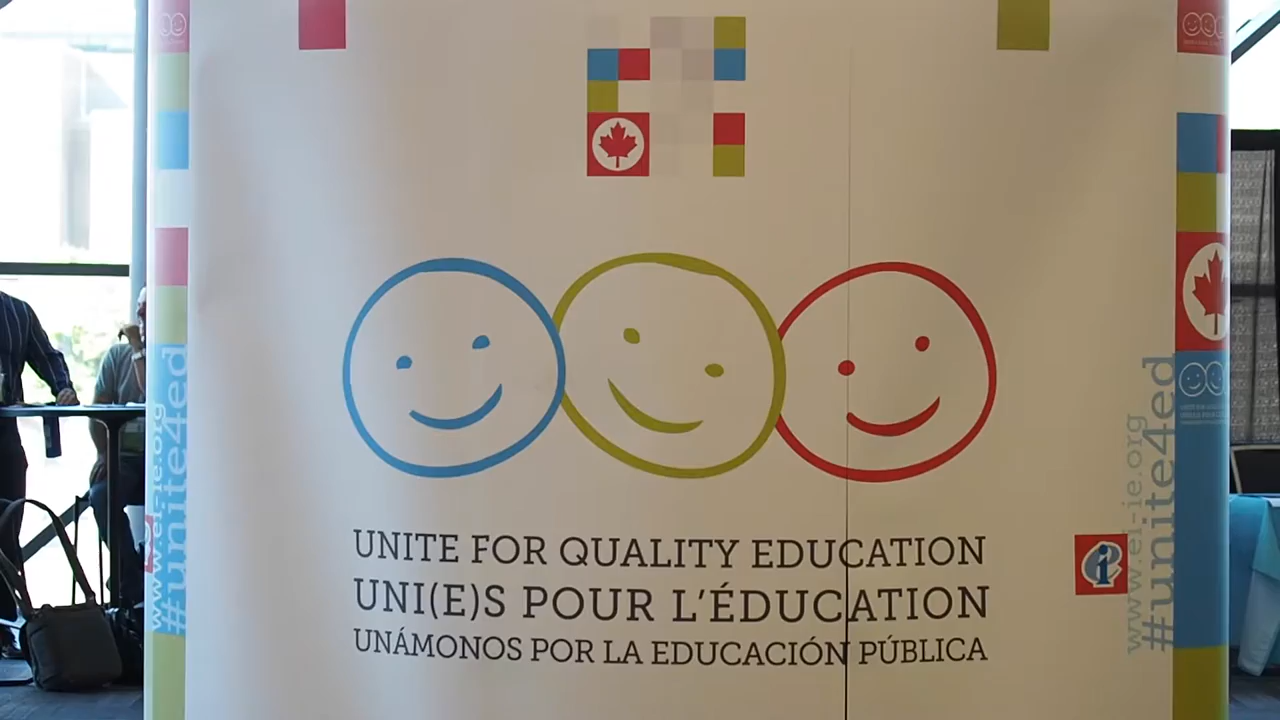 UNITE FOR QUALITY EDUCATION
UNI(E)S POUR L'ÉDUCATION
UNÁMONOS POR LA EDUCACIÓN PÚBLICA
www.ei-ie.org
#unite4ed
www.ei-ie.org
#unite4ed